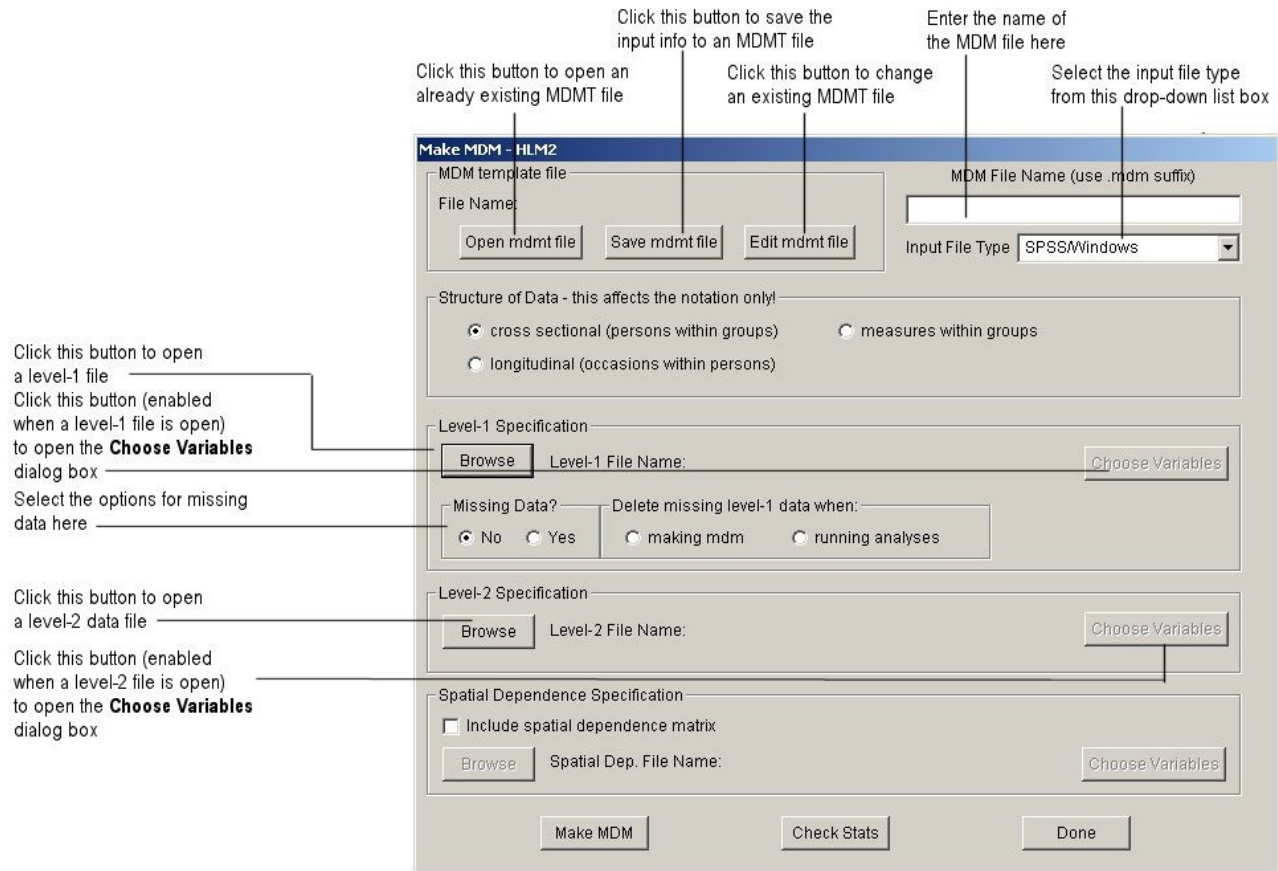 Click this button to save the
input info to an MDMT file
Enter the name of
the MDM file here
Click this button to open an
already existing MDMT file
Click this button to change
an existing MDMT file
Select the input file type
from this drop-down list box
Make MDM - HLM2
MDM template file
File Name:
Open mdmt file
Save mdmt file
Edit mdmt file
MDM File Name (use .mdm suffix)
Input File Type
SPSS/Windows
Structure of Data - this affects the notation only!
cross sectional (persons within groups)
measures within groups
longitudinal (occasions within persons)
Click this button to open
a level-1 file
Click this button (enabled
when a level-1 file is open)
to open the Choose Variables
dialog box
Select the options for missing
data here
Level-1 Specification
Browse
Level-1 File Name:
Choose Variables
Missing Data?
No
Yes
Delete missing level-1 data when:
making mdm
running analyses
Click this button to open
a level-2 data file
Click this button (enabled
when a level-2 file is open)
to open the Choose Variables
dialog box
Level-2 Specification
Browse
Level-2 File Name:
Choose Variables
Spatial Dependence Specification
Include spatial dependence matrix
Browse
Spatial Dep. File Name:
Choose Variables
Make MDM
Check Stats
Done